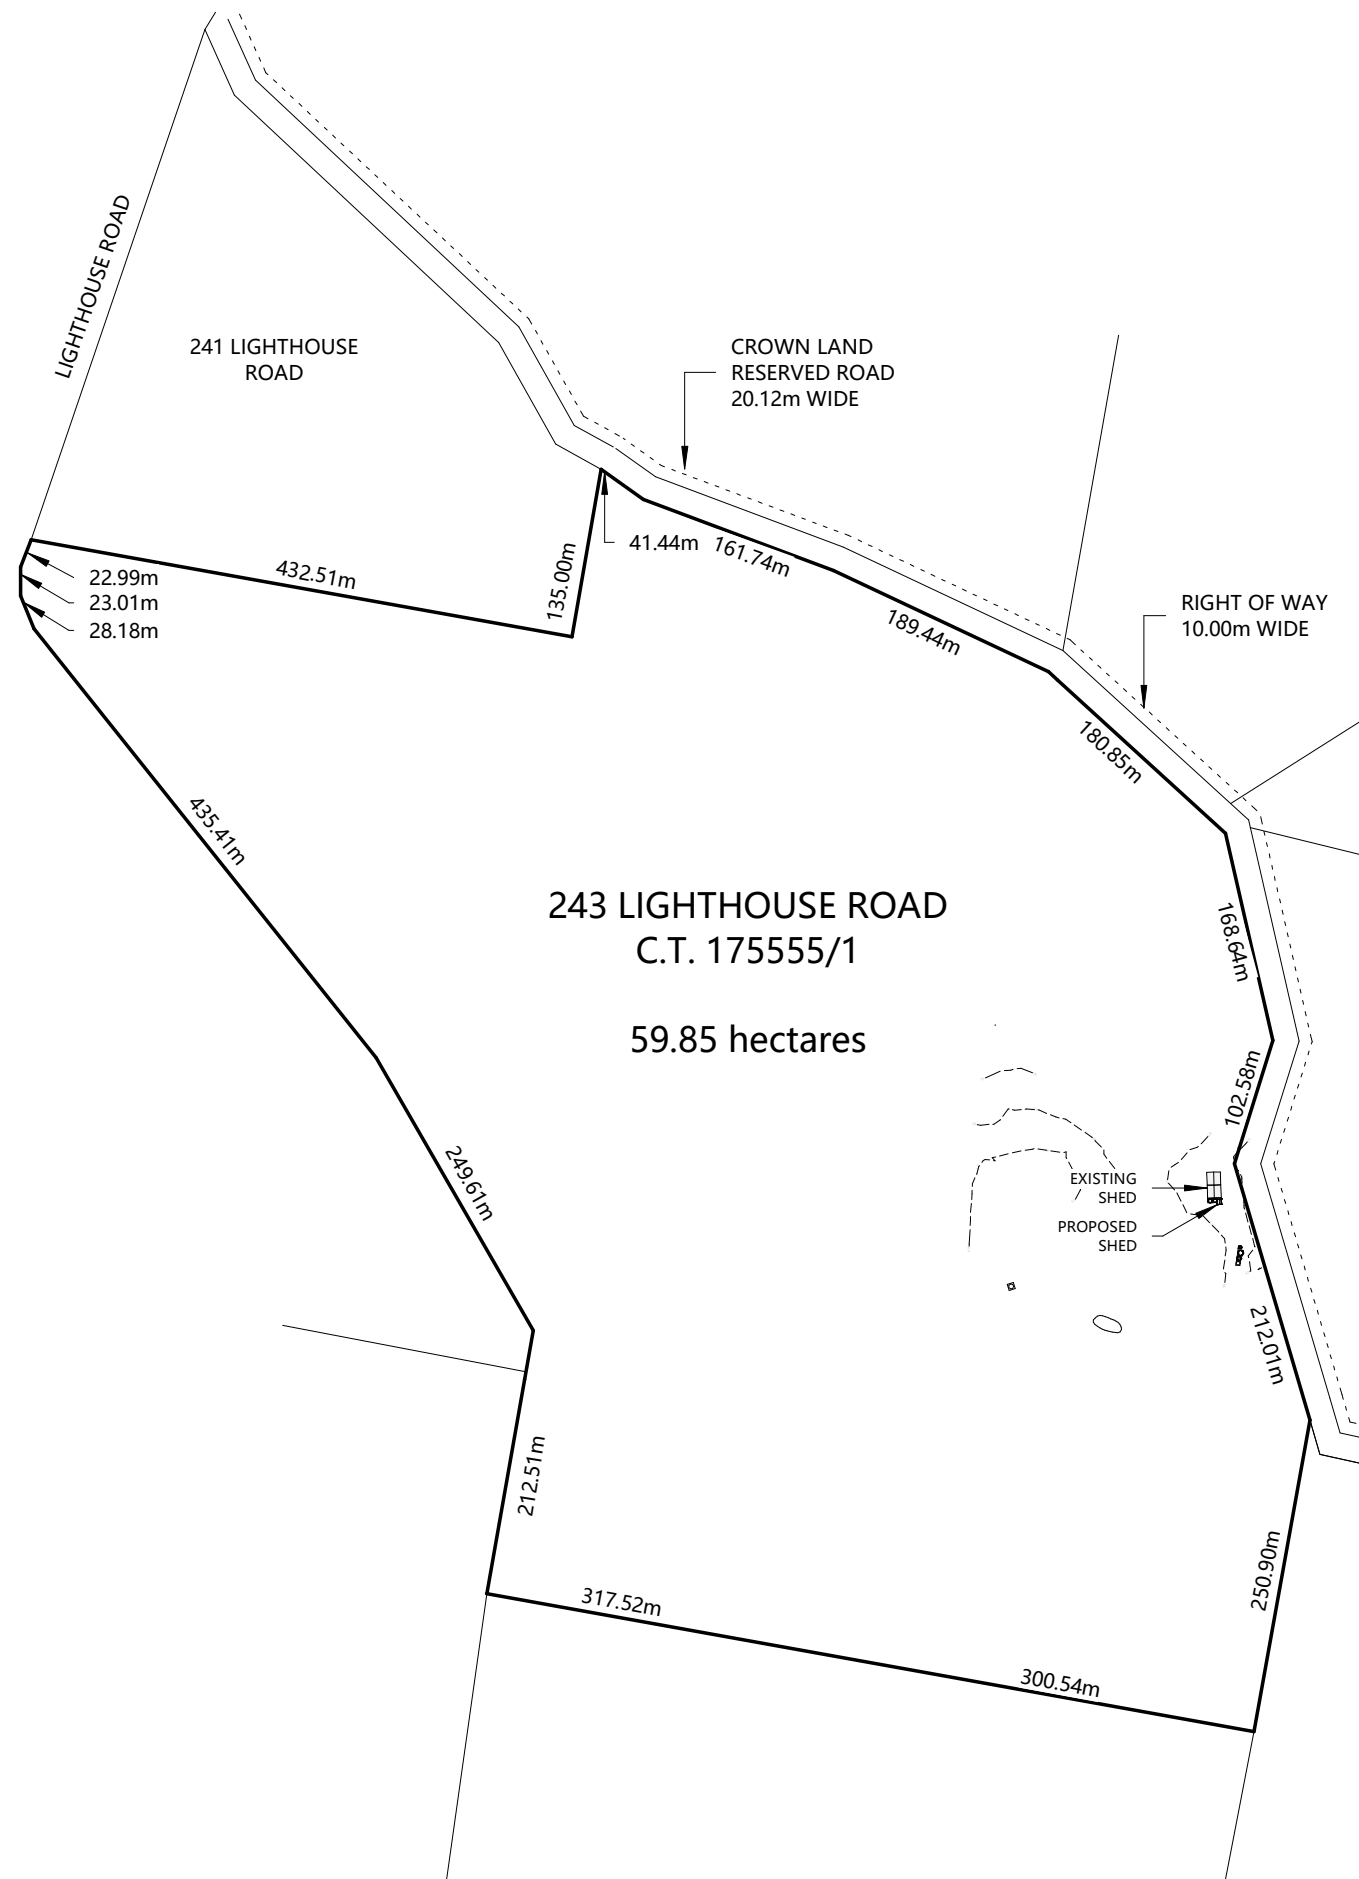 LIGHTHOUSE ROAD
241 LIGHTHOUSE
ROAD
CROWN LAND
RESERVED ROAD
20.12m WIDE
41.44m
161.74m
135.00m
432.51m
22.99m
23.01m
28.18m
189.44m
RIGHT OF WAY
10.00m WIDE
180.85m
435.41m
243 LIGHTHOUSE ROAD
C.T. 175555/1
59.85 hectares
168.64m
102.58m
EXISTING
SHED
PROPOSED
SHED
249.61m
212.01m
212.51m
250.90m
317.52m
300.54m